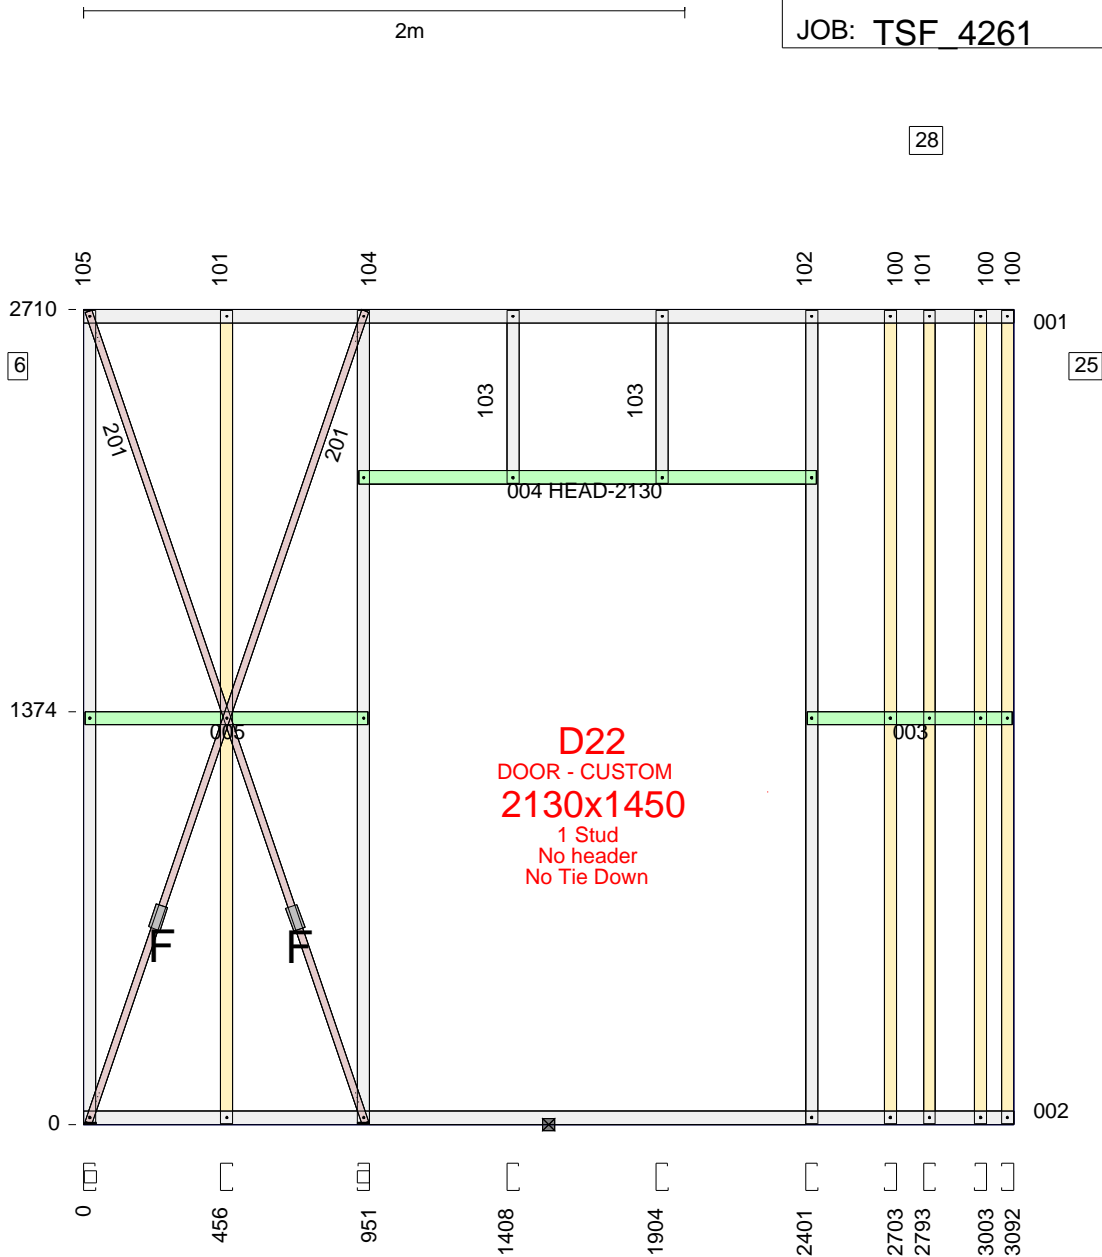 2m
JOB: TSF_4261
28
105 101 104 102 100 101 100 100
2710
001
6
25
103 103
201 201
004 HEAD-2130
1374
005
003
D22
DOOR - CUSTOM
2130x1450
1 Stud
No header
No Tie Down
F F
0
002
0 456 951 1408 1904 2401 2703 2793 3003 3092